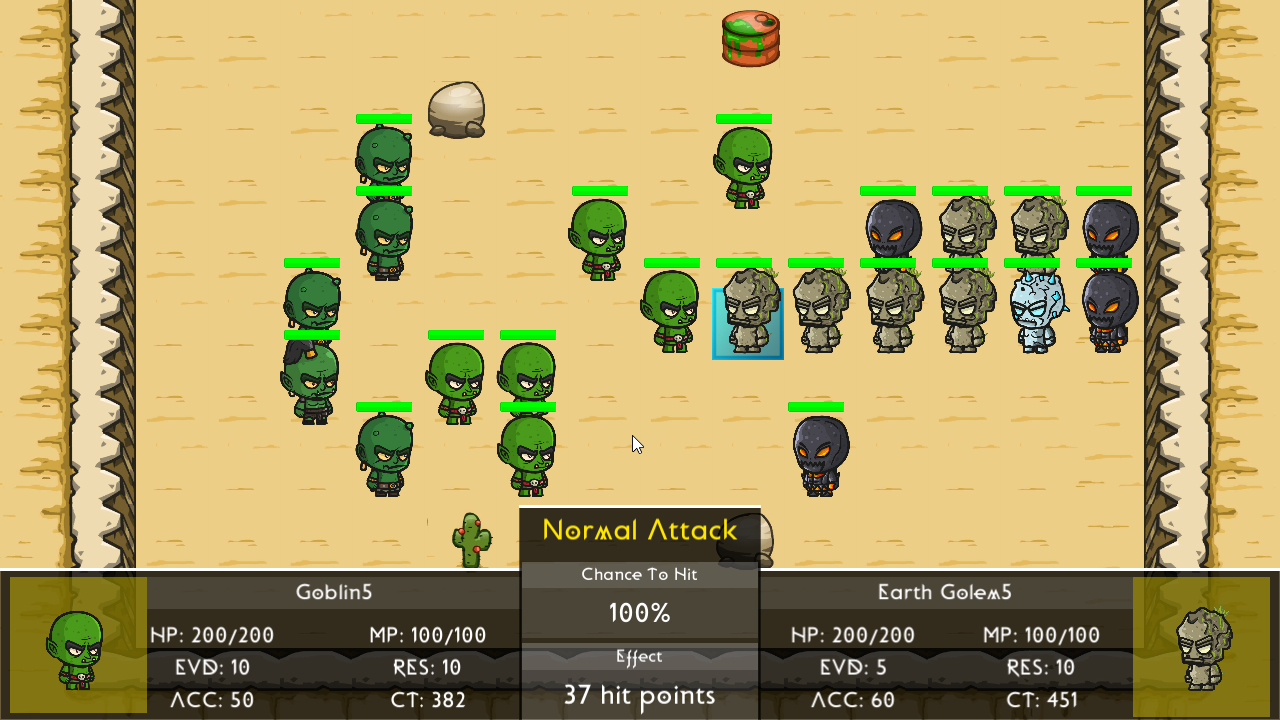 Normal Attack
Chance To Hit
100%
Effect
37 hit points
Goblin5
HP: 200/200 MP: 100/100
EVD: 10 RES: 10
ACC: 50 CT: 382
Earth Golem5
HP: 200/200 MP: 100/100
EVD: 5 RES: 10
ACC: 60 CT: 451